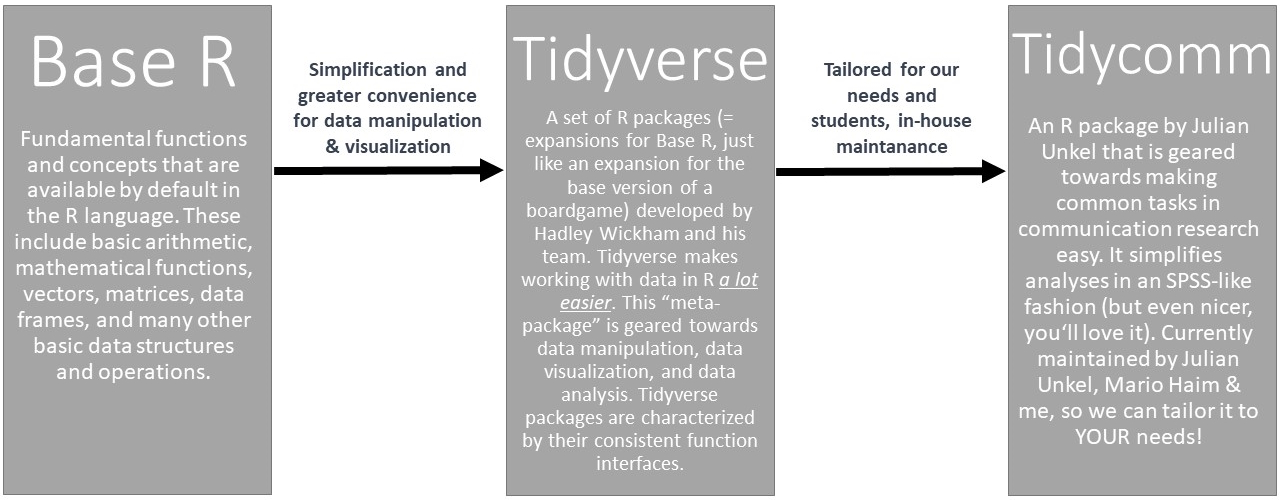 Base R
Fundamental functions
and concepts that are
available by default in
the R language. These
include basic arithmetic,
mathematical functions,
vectors, matrices, data
frames, and many other
basic data structures
and operations.
Simplification and
greater convenience
for data manipulation
& visualization
Tidyverse
A set of R packages (=
expansions for Base R, just
like an expansion for the
base version of a
boardgame) developed by
Hadley Wickham and his
team. Tidyverse makes
working with data in R a lot
easier. This “meta-
package” is geared towards
data manipulation, data
visualization, and data
analysis. Tidyverse
packages are characterized
by their consistent function
interfaces.
Tailored for our
needs and
students, in-house
maintanance
Tidycomm
An R package by Julian
Unkel that is geared
towards making
common tasks in
communication research
easy. It simplifies
analyses in an SPSS-like
fashion (but even nicer,
you‘ll love it). Currently
maintained by Julian
Unkel, Mario Haim &
me, so we can tailor it to
YOUR needs!